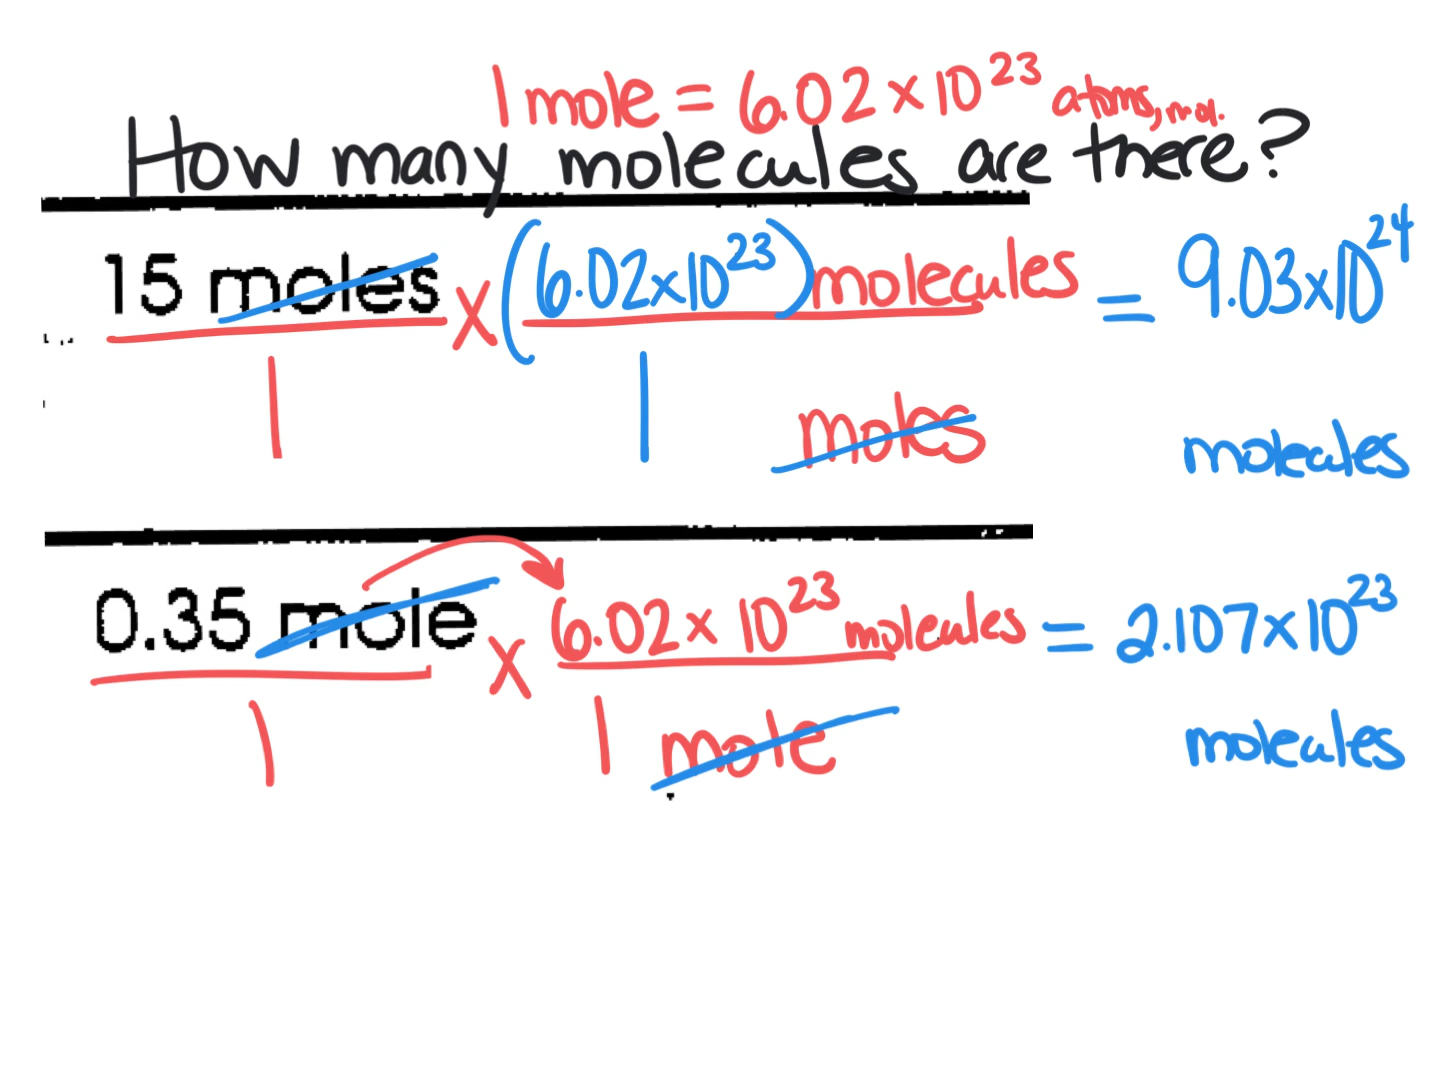 1 mole = 6.02 x 10^23 atoms, mol.
How many molecules are there?
15 moles x (6.02x10^23) molecules = 9.03x10^24
1 1 moles molecules
0.35 mole x 6.02 x 10^23 molecules = 2.107x10^23
1 1 mole molecules